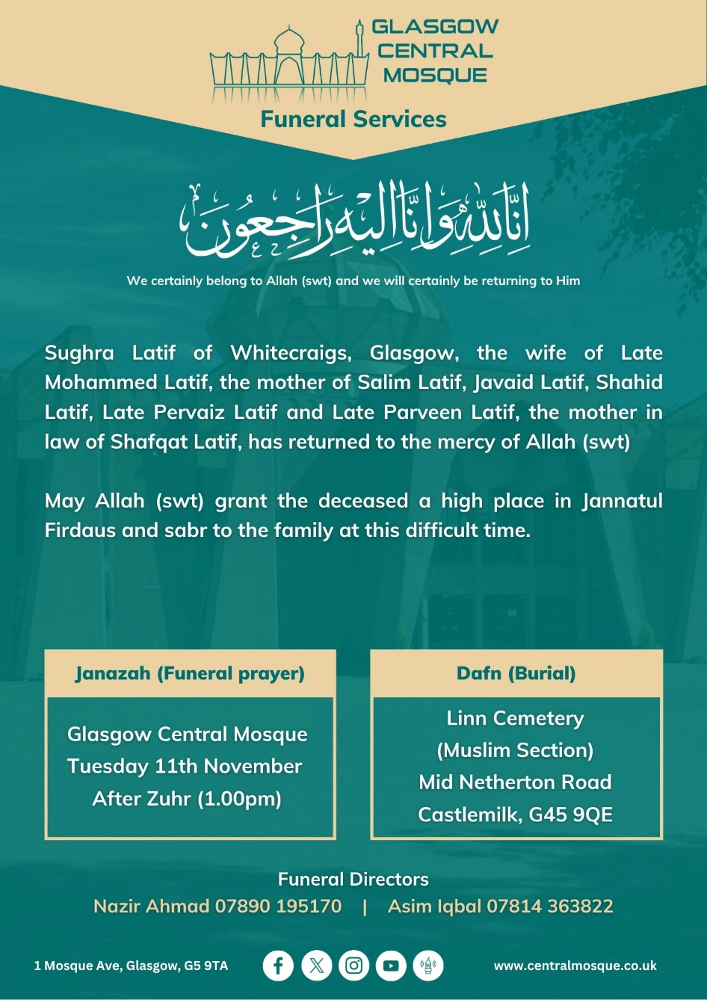 GLASGOW
CENTRAL
MOSQUE
Funeral Services
اِنَّا لِلّٰهِ وَاِنَّا اِلَيْهِ رَاجِعُونَ
We certainly belong to Allah (swt) and we will certainly be returning to Him
Sughra Latif of Whitecraigs, Glasgow, the wife of Late
Mohammed Latif, the mother of Salim Latif, Javaid Latif, Shahid
Latif, Late Pervaiz Latif and Late Parveen Latif, the mother in
law of Shafqat Latif, has returned to the mercy of Allah (swt)
May Allah (swt) grant the deceased a high place in Jannatul
Firdaus and sabr to the family at this difficult time.
Janazah (Funeral prayer)
Glasgow Central Mosque
Tuesday 11th November
After Zuhr (1.00pm)
Dafn (Burial)
Linn Cemetery
(Muslim Section)
Mid Netherton Road
Castlemilk, G45 9QE
Funeral Directors
Nazir Ahmad 07890 195170 | Asim Iqbal 07814 363822
1 Mosque Ave, Glasgow, G5 9TA
www.centralmosque.co.uk